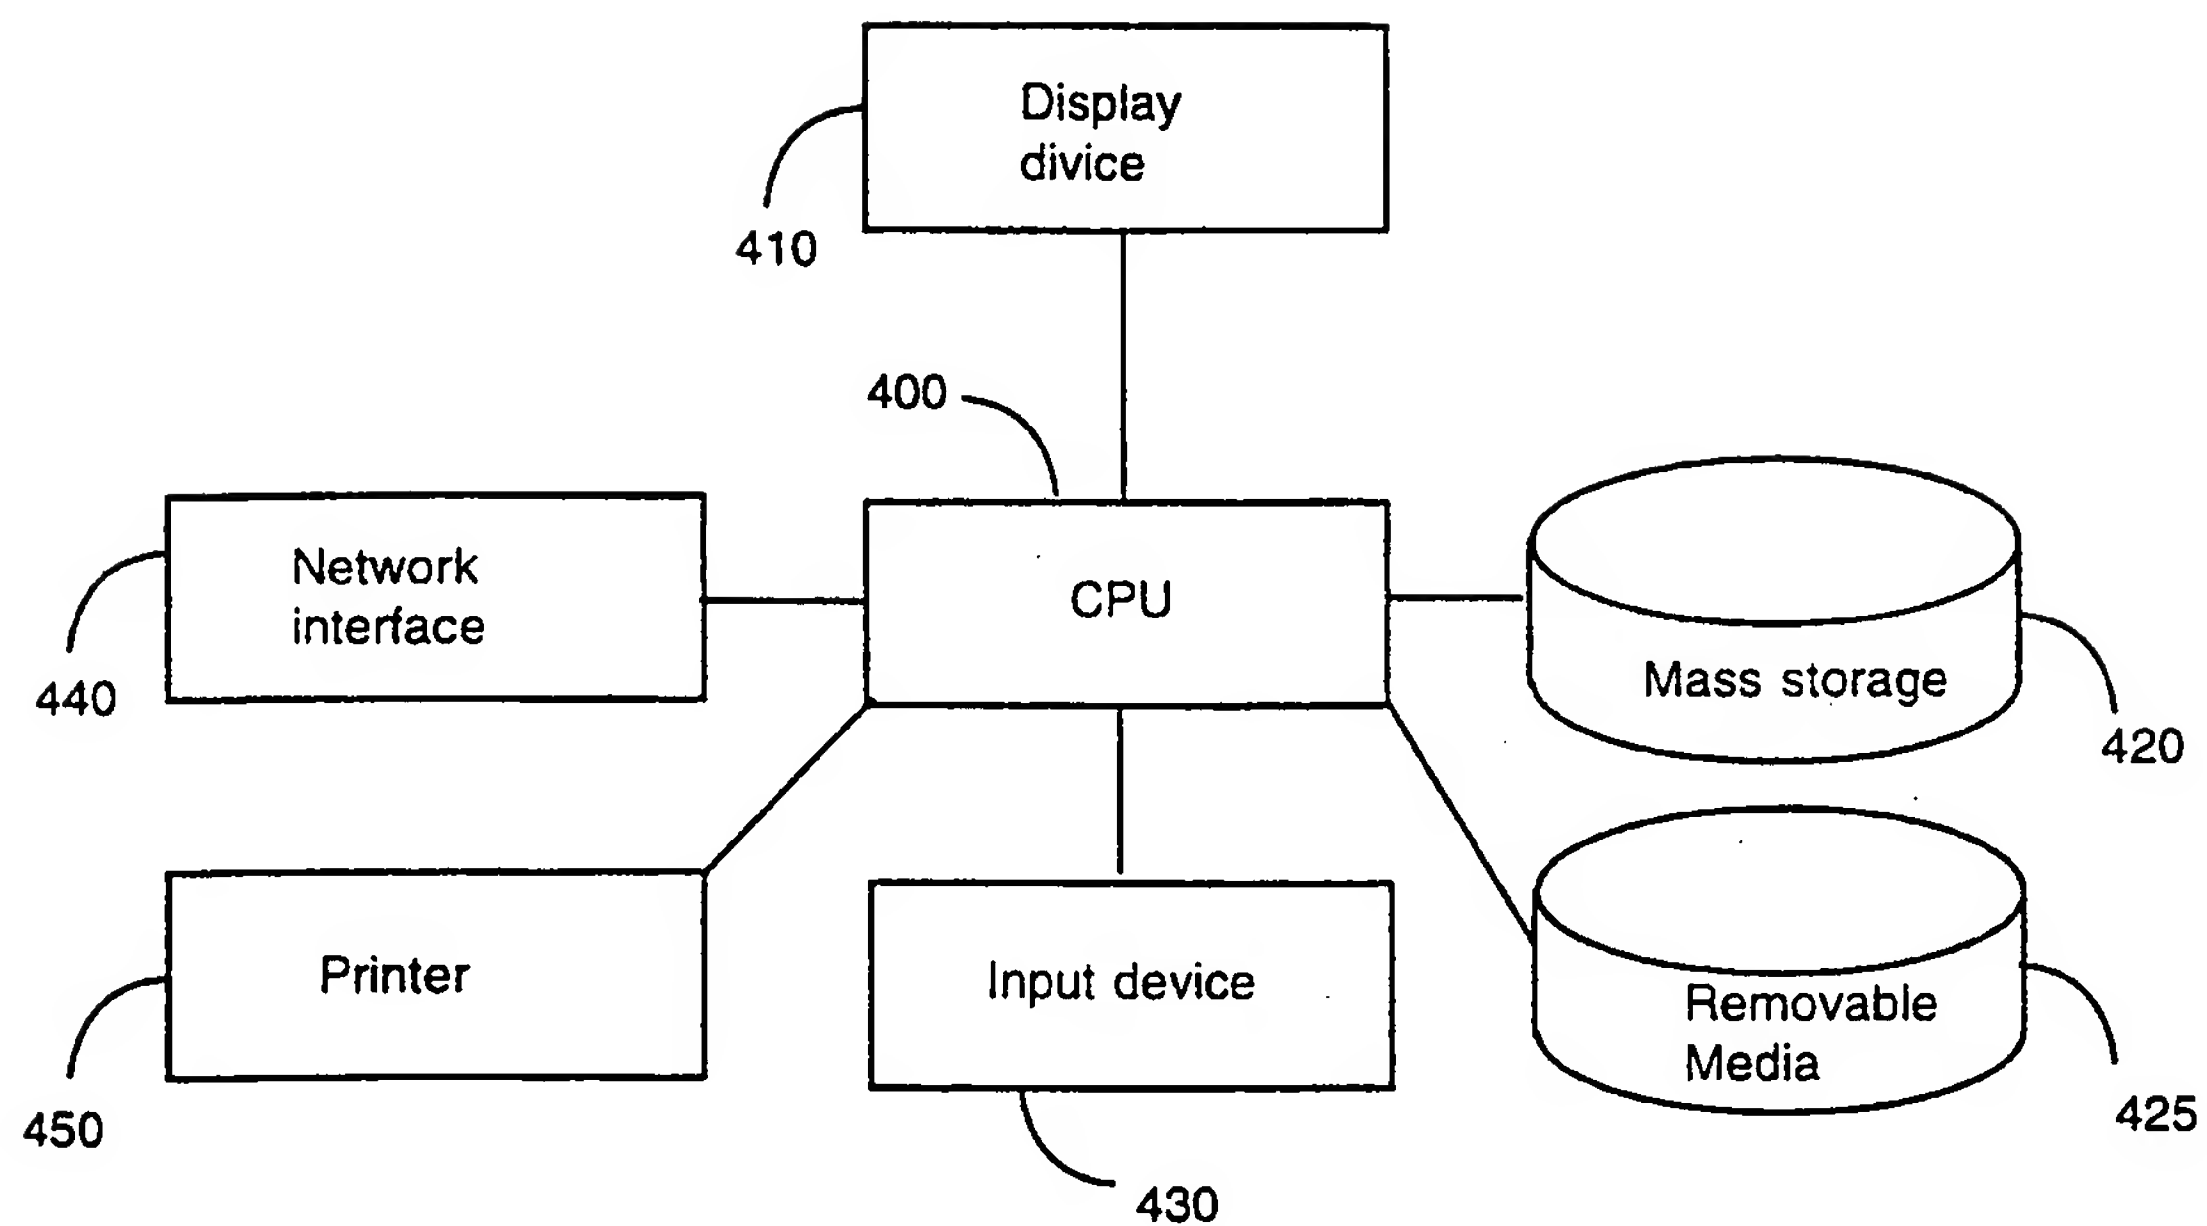 Display
divice
410
400
Network
interface
440
CPU
Mass storage
420
Printer
450
Input device
430
Removable
Media
425